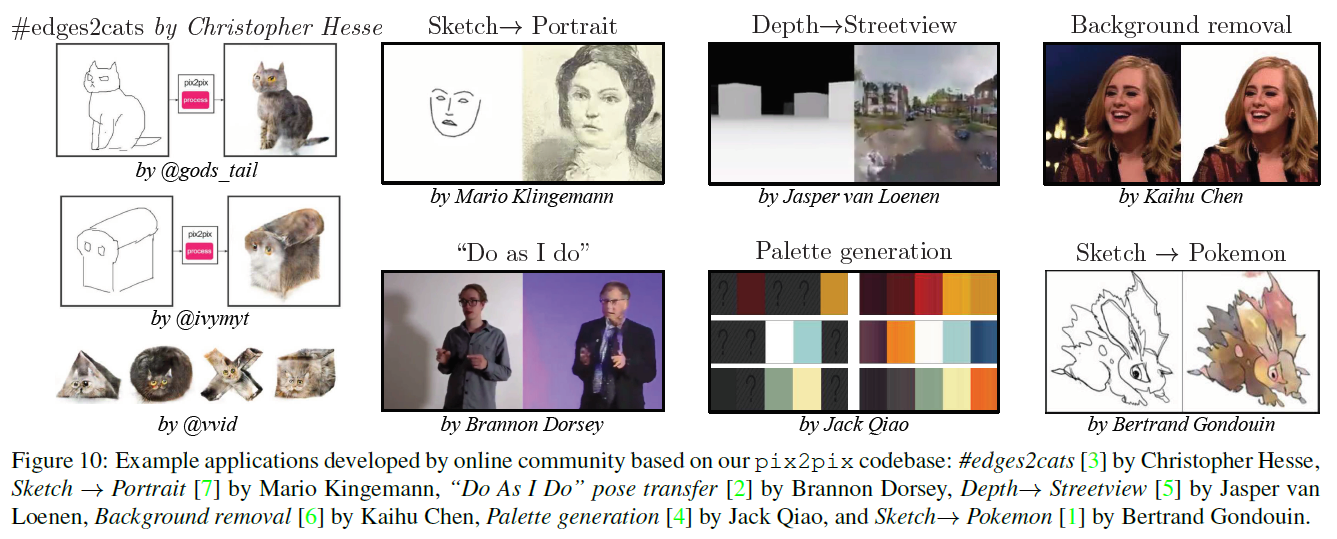 #edges2cats by Christopher Hesse
pix2pix
process
by @gods_tail
pix2pix
process
by @ivymyt
by @vvid
Sketch→ Portrait
by Mario Klingemann
Depth→Streetview
by Jasper van Loenen
Background removal
by Kaihu Chen
“Do as I do”
by Brannon Dorsey
Palette generation
? ? ?
? ? ?
? ? ?
by Jack Qiao
Sketch → Pokemon
by Bertrand Gondouin
Figure 10: Example applications developed by online community based on our pix2pix codebase: #edges2cats [3] by Christopher Hesse,
Sketch → Portrait [7] by Mario Kingemann, “Do As I Do” pose transfer [2] by Brannon Dorsey, Depth→ Streetview [5] by Jasper van
Loenen, Background removal [6] by Kaihu Chen, Palette generation [4] by Jack Qiao, and Sketch→ Pokemon [1] by Bertrand Gondouin.